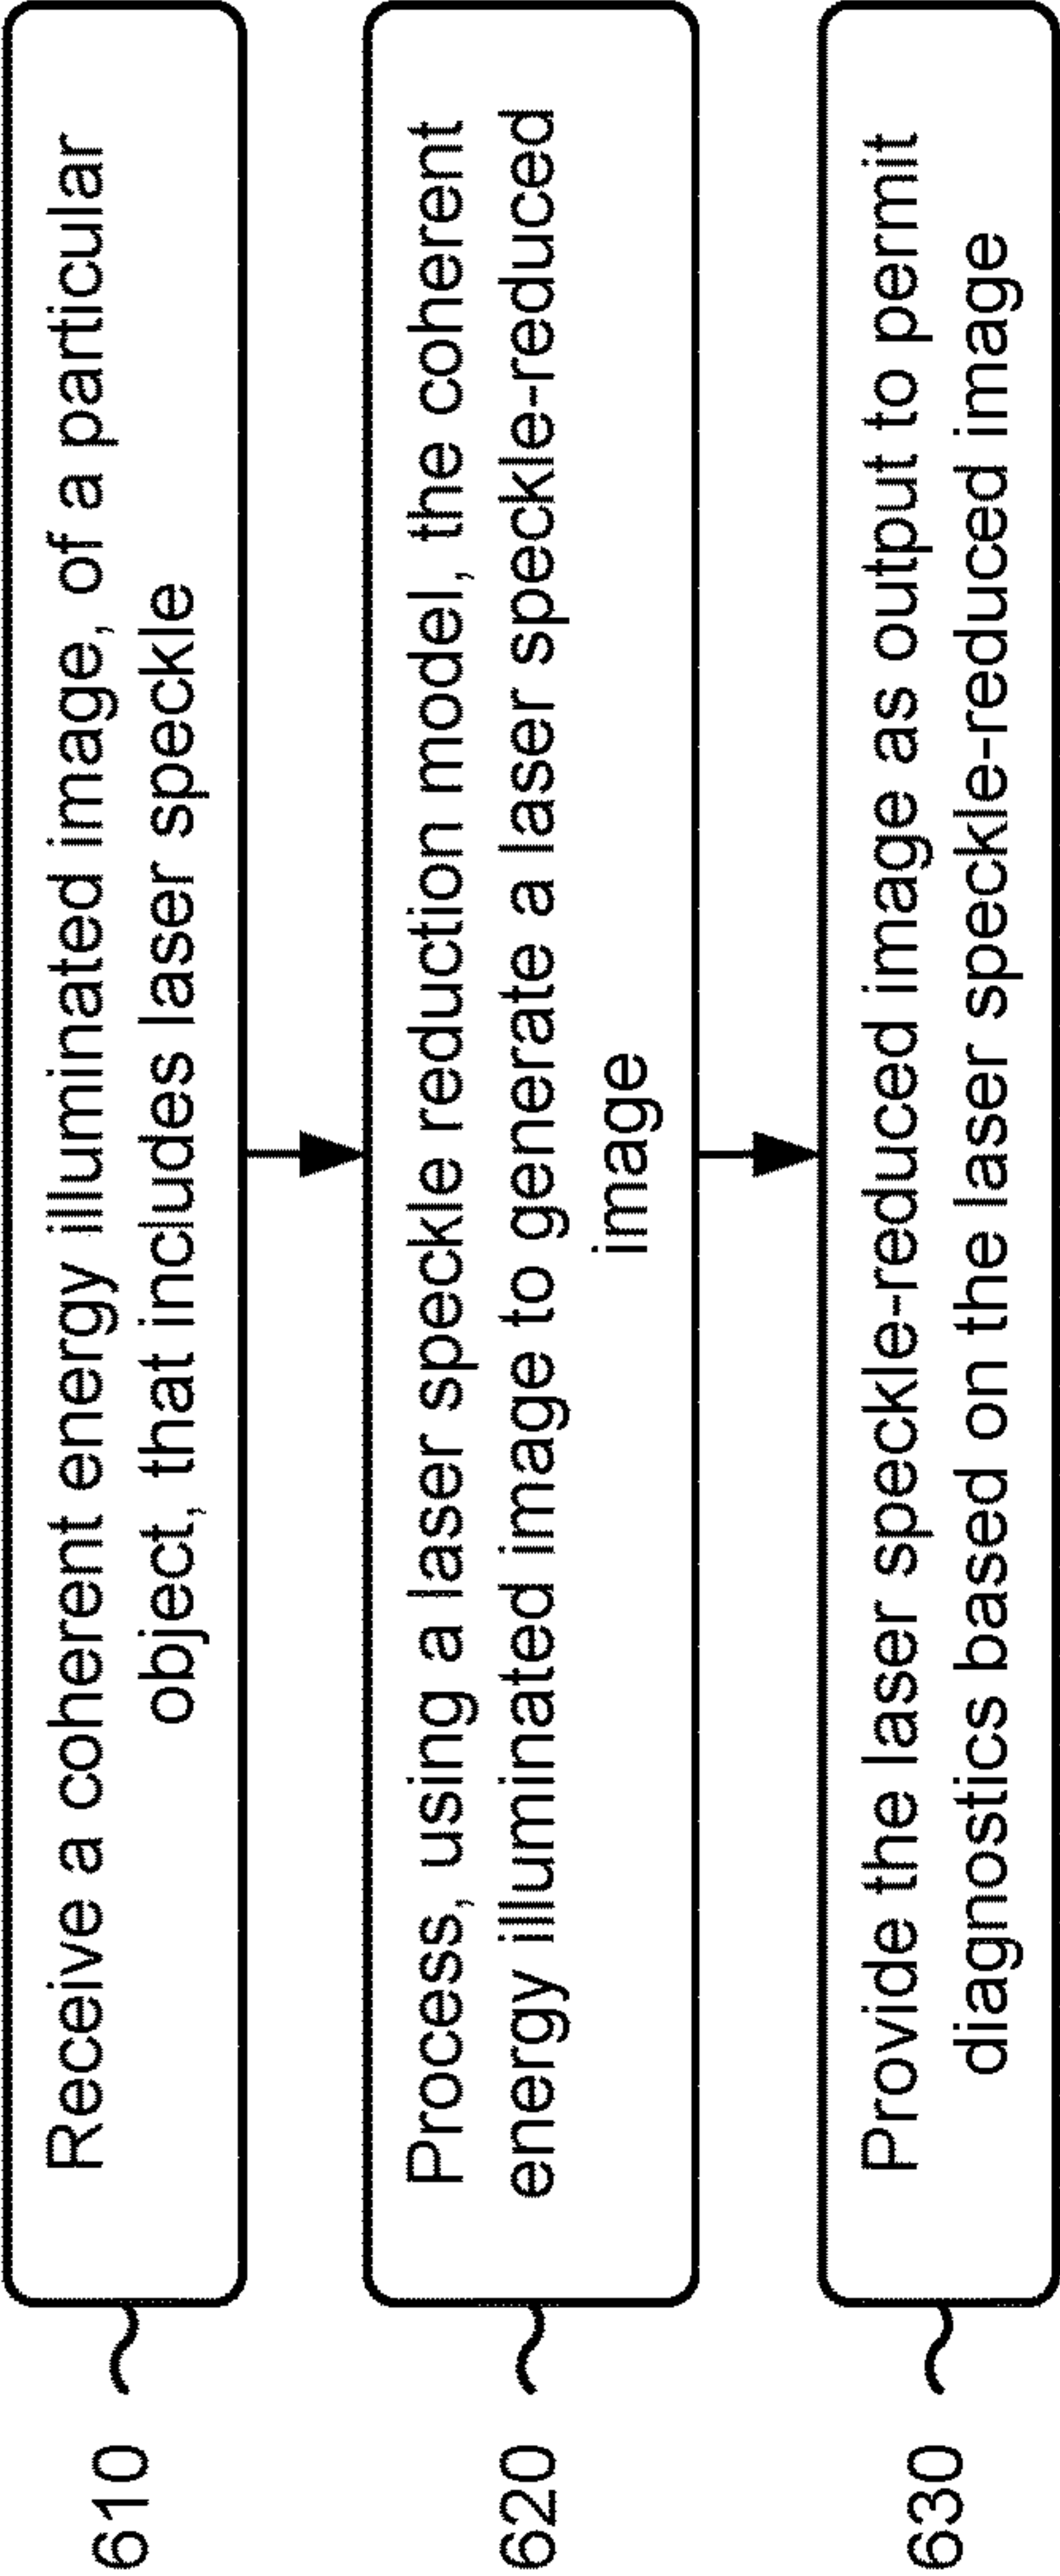 610
Receive a coherent energy illuminated image, of a particular
object, that includes laser speckle
620
Process, using a laser speckle reduction model, the coherent
energy illuminated image to generate a laser speckle-reduced
image
630
Provide the laser speckle-reduced image as output to permit
diagnostics based on the laser speckle-reduced image